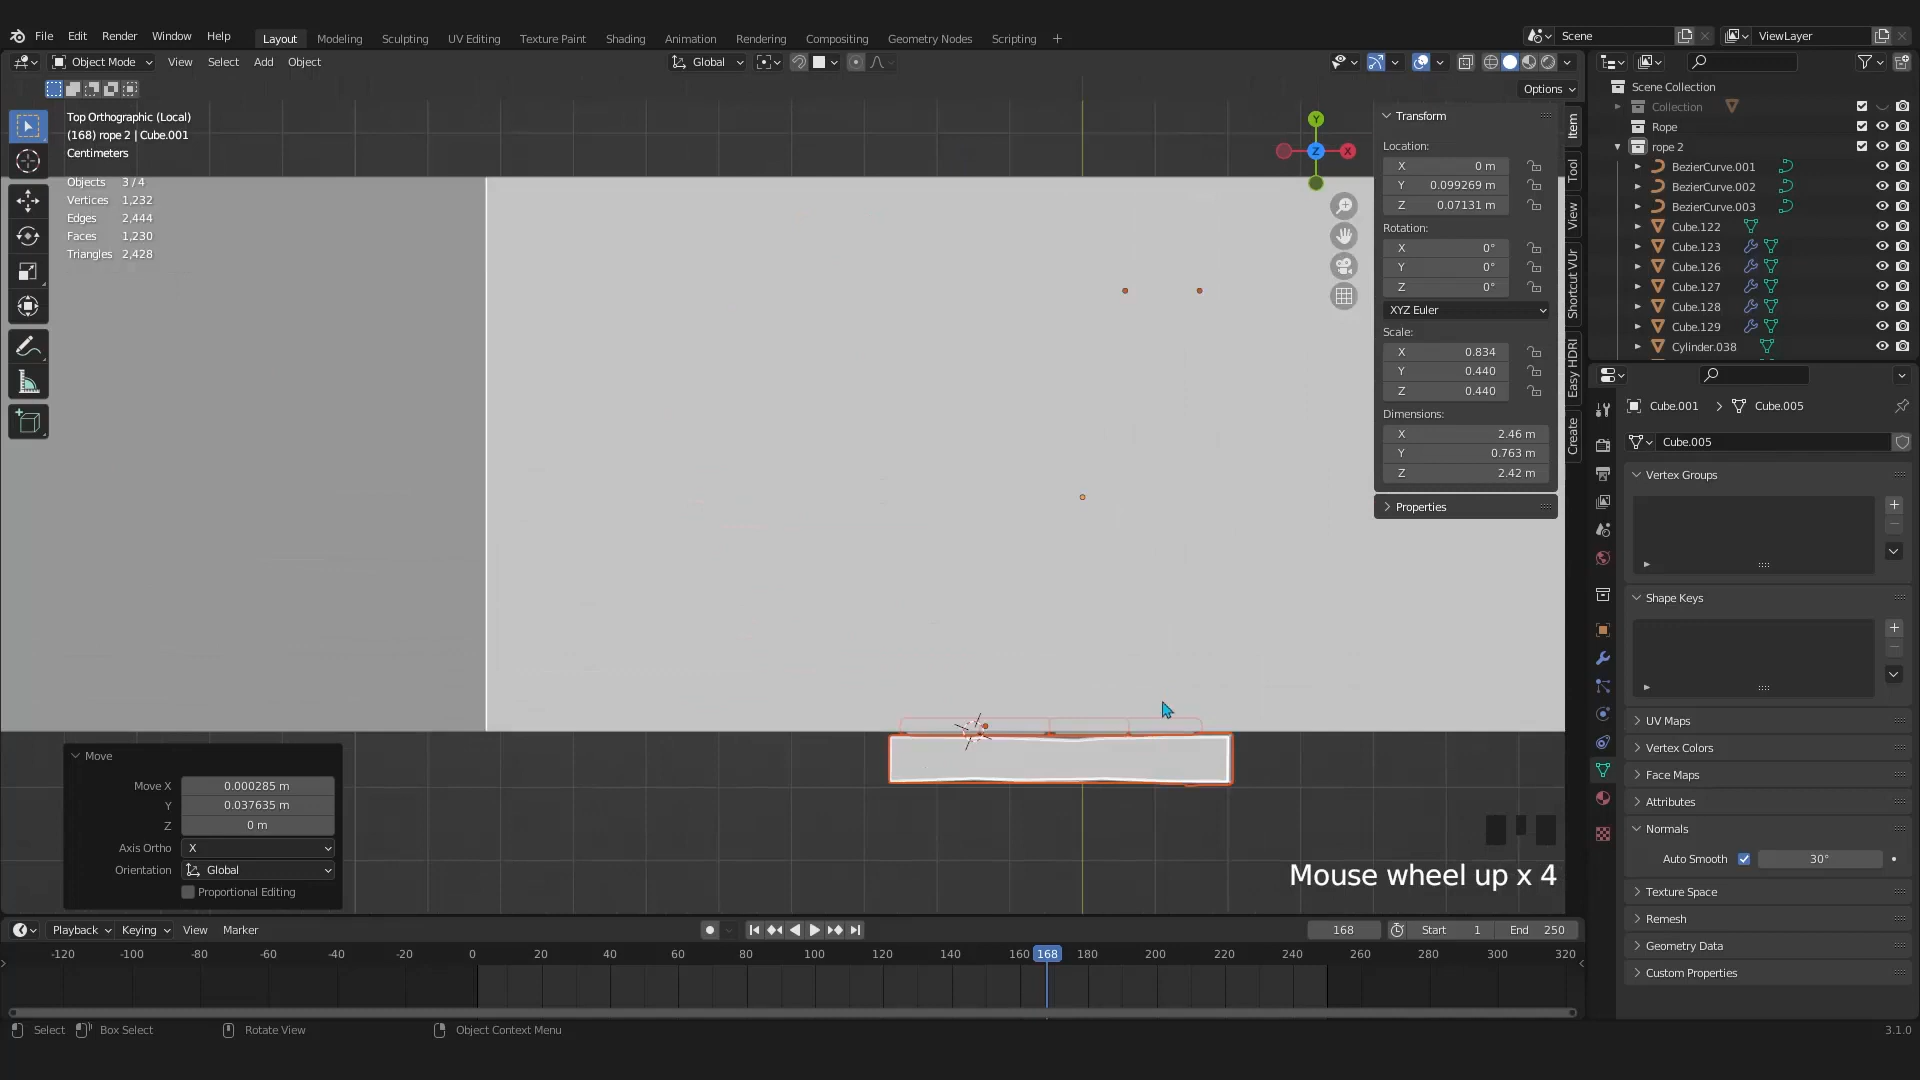 File Edit Render Window Help
Layout Modeling Sculpting UV Editing Texture Paint Shading Animation Rendering Compositing Geometry Nodes Scripting +
Scene
ViewLayer
Object Mode View Select Add Object
Global
Options
Top Orthographic (Local)
(168) rope 2 | Cube.001
Centimeters
Objects 3 / 4
Vertices 1,232
Edges 2,444
Faces 1,230
Triangles 2,428
Y
Z
X
Transform
Location:
X 0 m
Y 0.099269 m
Z 0.07131 m
Rotation:
X 0°
Y 0°
Z 0°
XYZ Euler
Scale:
X 0.834
Y 0.440
Z 0.440
Dimensions:
X 2.46 m
Y 0.763 m
Z 2.42 m
Properties
Item
Tool
View
Shortcut VUr
Easy HDRI
Create
Scene Collection
Collection
Rope
rope 2
BezierCurve.001
BezierCurve.002
BezierCurve.003
Cube.122
Cube.123
Cube.126
Cube.127
Cube.128
Cube.129
Cylinder.038
Cube.001 > Cube.005
Cube.005
Vertex Groups
Shape Keys
UV Maps
Vertex Colors
Face Maps
Attributes
Normals
Auto Smooth 30°
Texture Space
Remesh
Geometry Data
Custom Properties
Move
Move X 0.000285 m
Y 0.037635 m
Z 0 m
Axis Ortho X
Orientation Global
Proportional Editing
Mouse wheel up x 4
Playback Keying View Marker
168
Start 1
End 250
-120 -100 -80 -60 -40 -20 0 20 40 60 80 100 120 140 160 168 180 200 220 240 260 280 300 320
Select Box Select Rotate View Object Context Menu
3.1.0